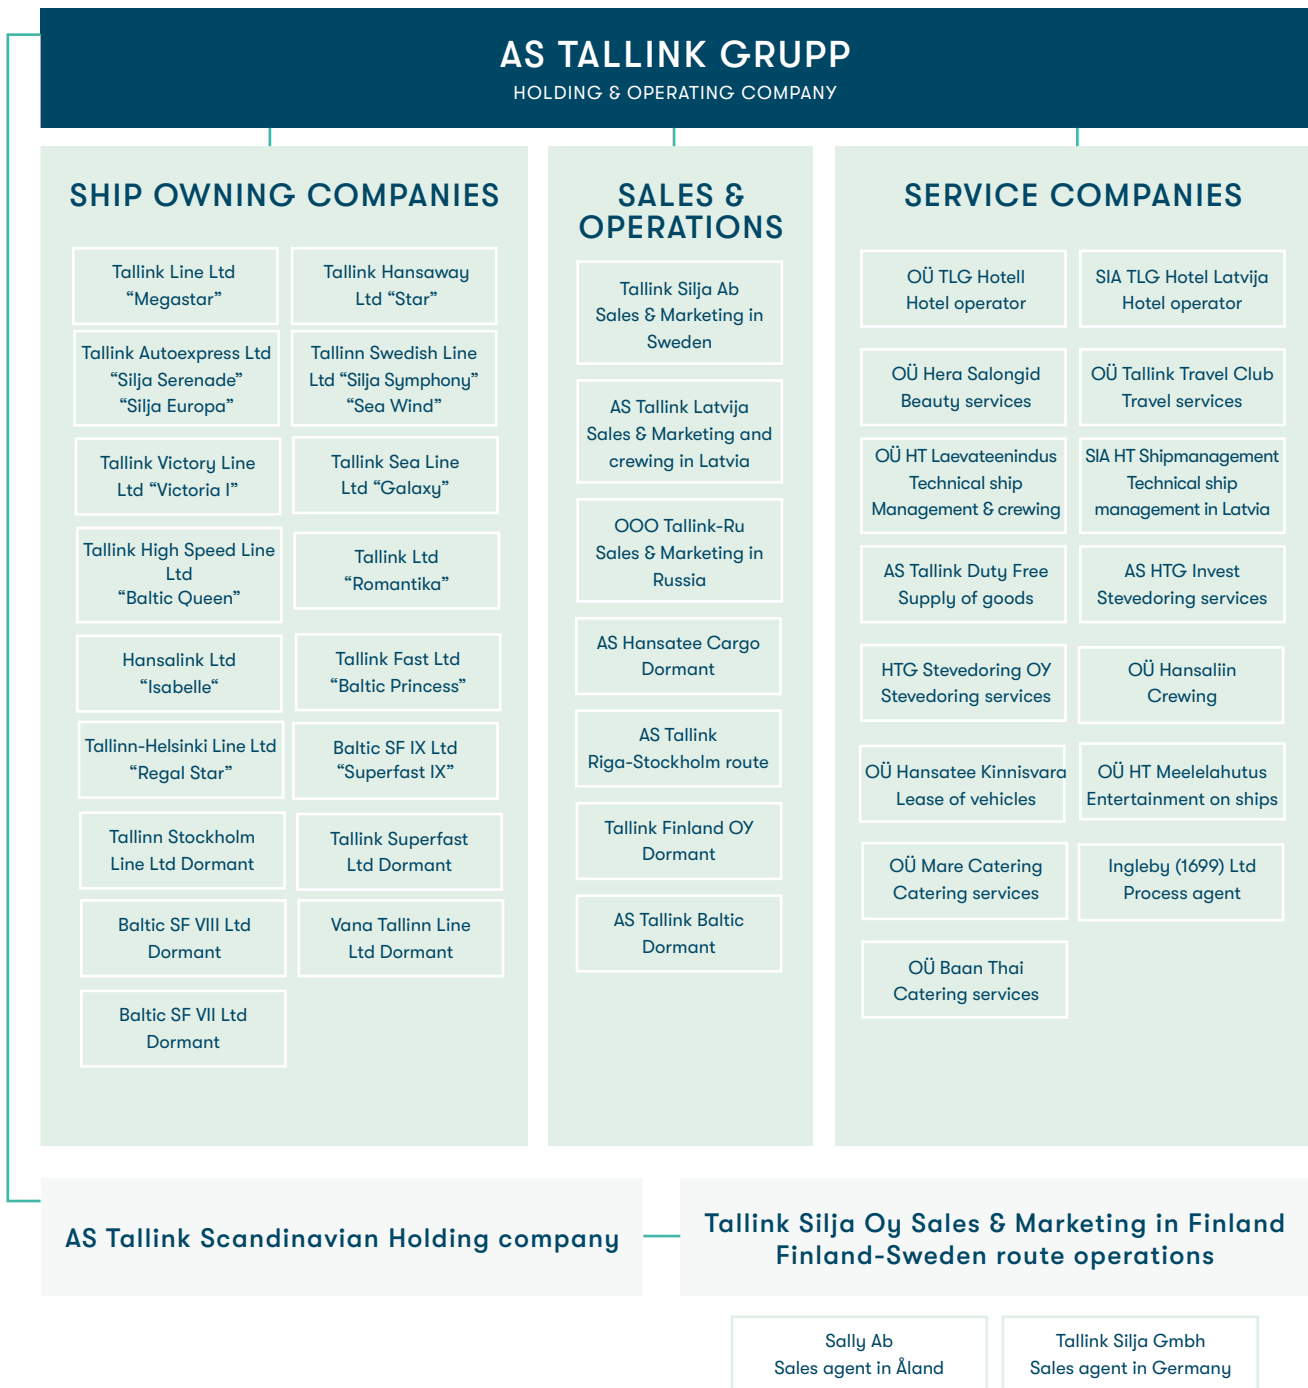 AS TALLINK GRUPP
HOLDING & OPERATING COMPANY
SHIP OWNING COMPANIES
Tallink Line Ltd
“Megastar”
Tallink Hansaway
Ltd “Star”
Tallink Autoexpress Ltd
“Silja Serenade”
“Silja Europa”
Tallinn Swedish Line
Ltd “Silja Symphony”
“Sea Wind”
Tallink Victory Line
Ltd “Victoria I”
Tallink Sea Line
Ltd “Galaxy”
Tallink High Speed Line
Ltd
“Baltic Queen”
Tallink Ltd
“Romantika”
Hansalink Ltd
“Isabelle“
Tallink Fast Ltd
“Baltic Princess”
Tallinn-Helsinki Line Ltd
“Regal Star”
Baltic SF IX Ltd
“Superfast IX”
Tallinn Stockholm
Line Ltd Dormant
Tallink Superfast
Ltd Dormant
Baltic SF VIII Ltd
Dormant
Vana Tallinn Line
Ltd Dormant
Baltic SF VII Ltd
Dormant
SALES &
OPERATIONS
Tallink Silja Ab
Sales & Marketing in
Sweden
AS Tallink Latvija
Sales & Marketing and
crewing in Latvia
OOO Tallink-Ru
Sales & Marketing in
Russia
AS Hansatee Cargo
Dormant
AS Tallink
Riga-Stockholm route
Tallink Finland OY
Dormant
AS Tallink Baltic
Dormant
SERVICE COMPANIES
OÜ TLG Hotell
Hotel operator
SIA TLG Hotel Latvija
Hotel operator
OÜ Hera Salongid
Beauty services
OÜ Tallink Travel Club
Travel services
OÜ HT Laevateenindus
Technical ship
Management & crewing
SIA HT Shipmanagement
Technical ship
management in Latvia
AS Tallink Duty Free
Supply of goods
AS HTG Invest
Stevedoring services
HTG Stevedoring OY
Stevedoring services
OÜ Hansaliin
Crewing
OÜ Hansatee Kinnisvara
Lease of vehicles
OÜ HT Meelelahutus
Entertainment on ships
OÜ Mare Catering
Catering services
Ingleby (1699) Ltd
Process agent
OÜ Baan Thai
Catering services
AS Tallink Scandinavian Holding company
Tallink Silja Oy Sales & Marketing in Finland
Finland-Sweden route operations
Sally Ab
Sales agent in Åland
Tallink Silja Gmbh
Sales agent in Germany